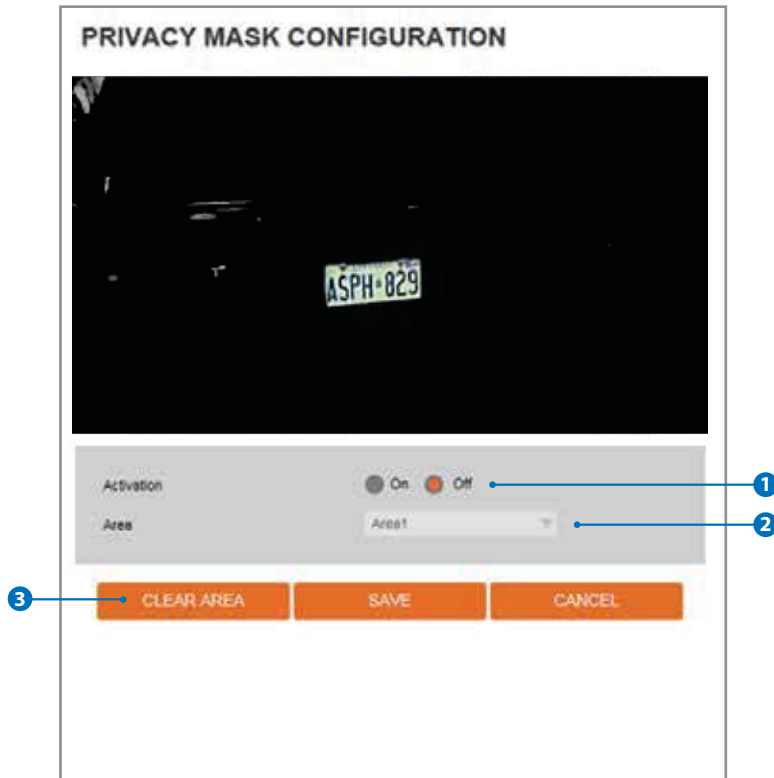 PRIVACY MASK CONFIGURATION
ASPH 829
Activation
On Off
1
Area
Area1
2
3
CLEAR AREA
SAVE
CANCEL